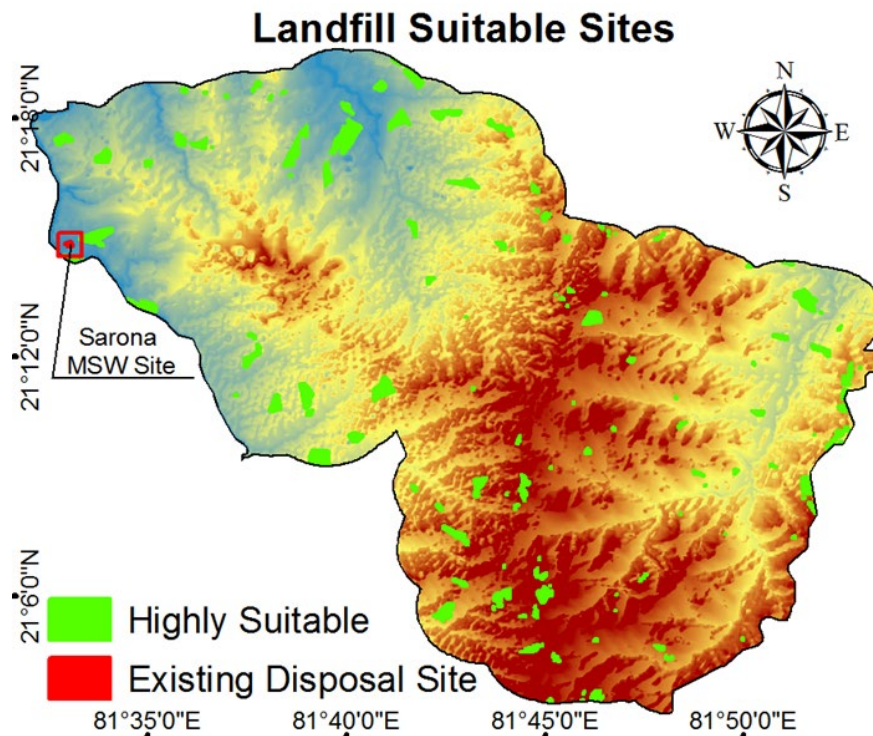 Landfill Suitable Sites
N
W E
S
21°18'0"N
21°12'0"N
21°6'0"N
Sarona
MSW Site
Highly Suitable
Existing Disposal Site
81°35'0"E 81°40'0"E 81°45'0"E 81°50'0"E